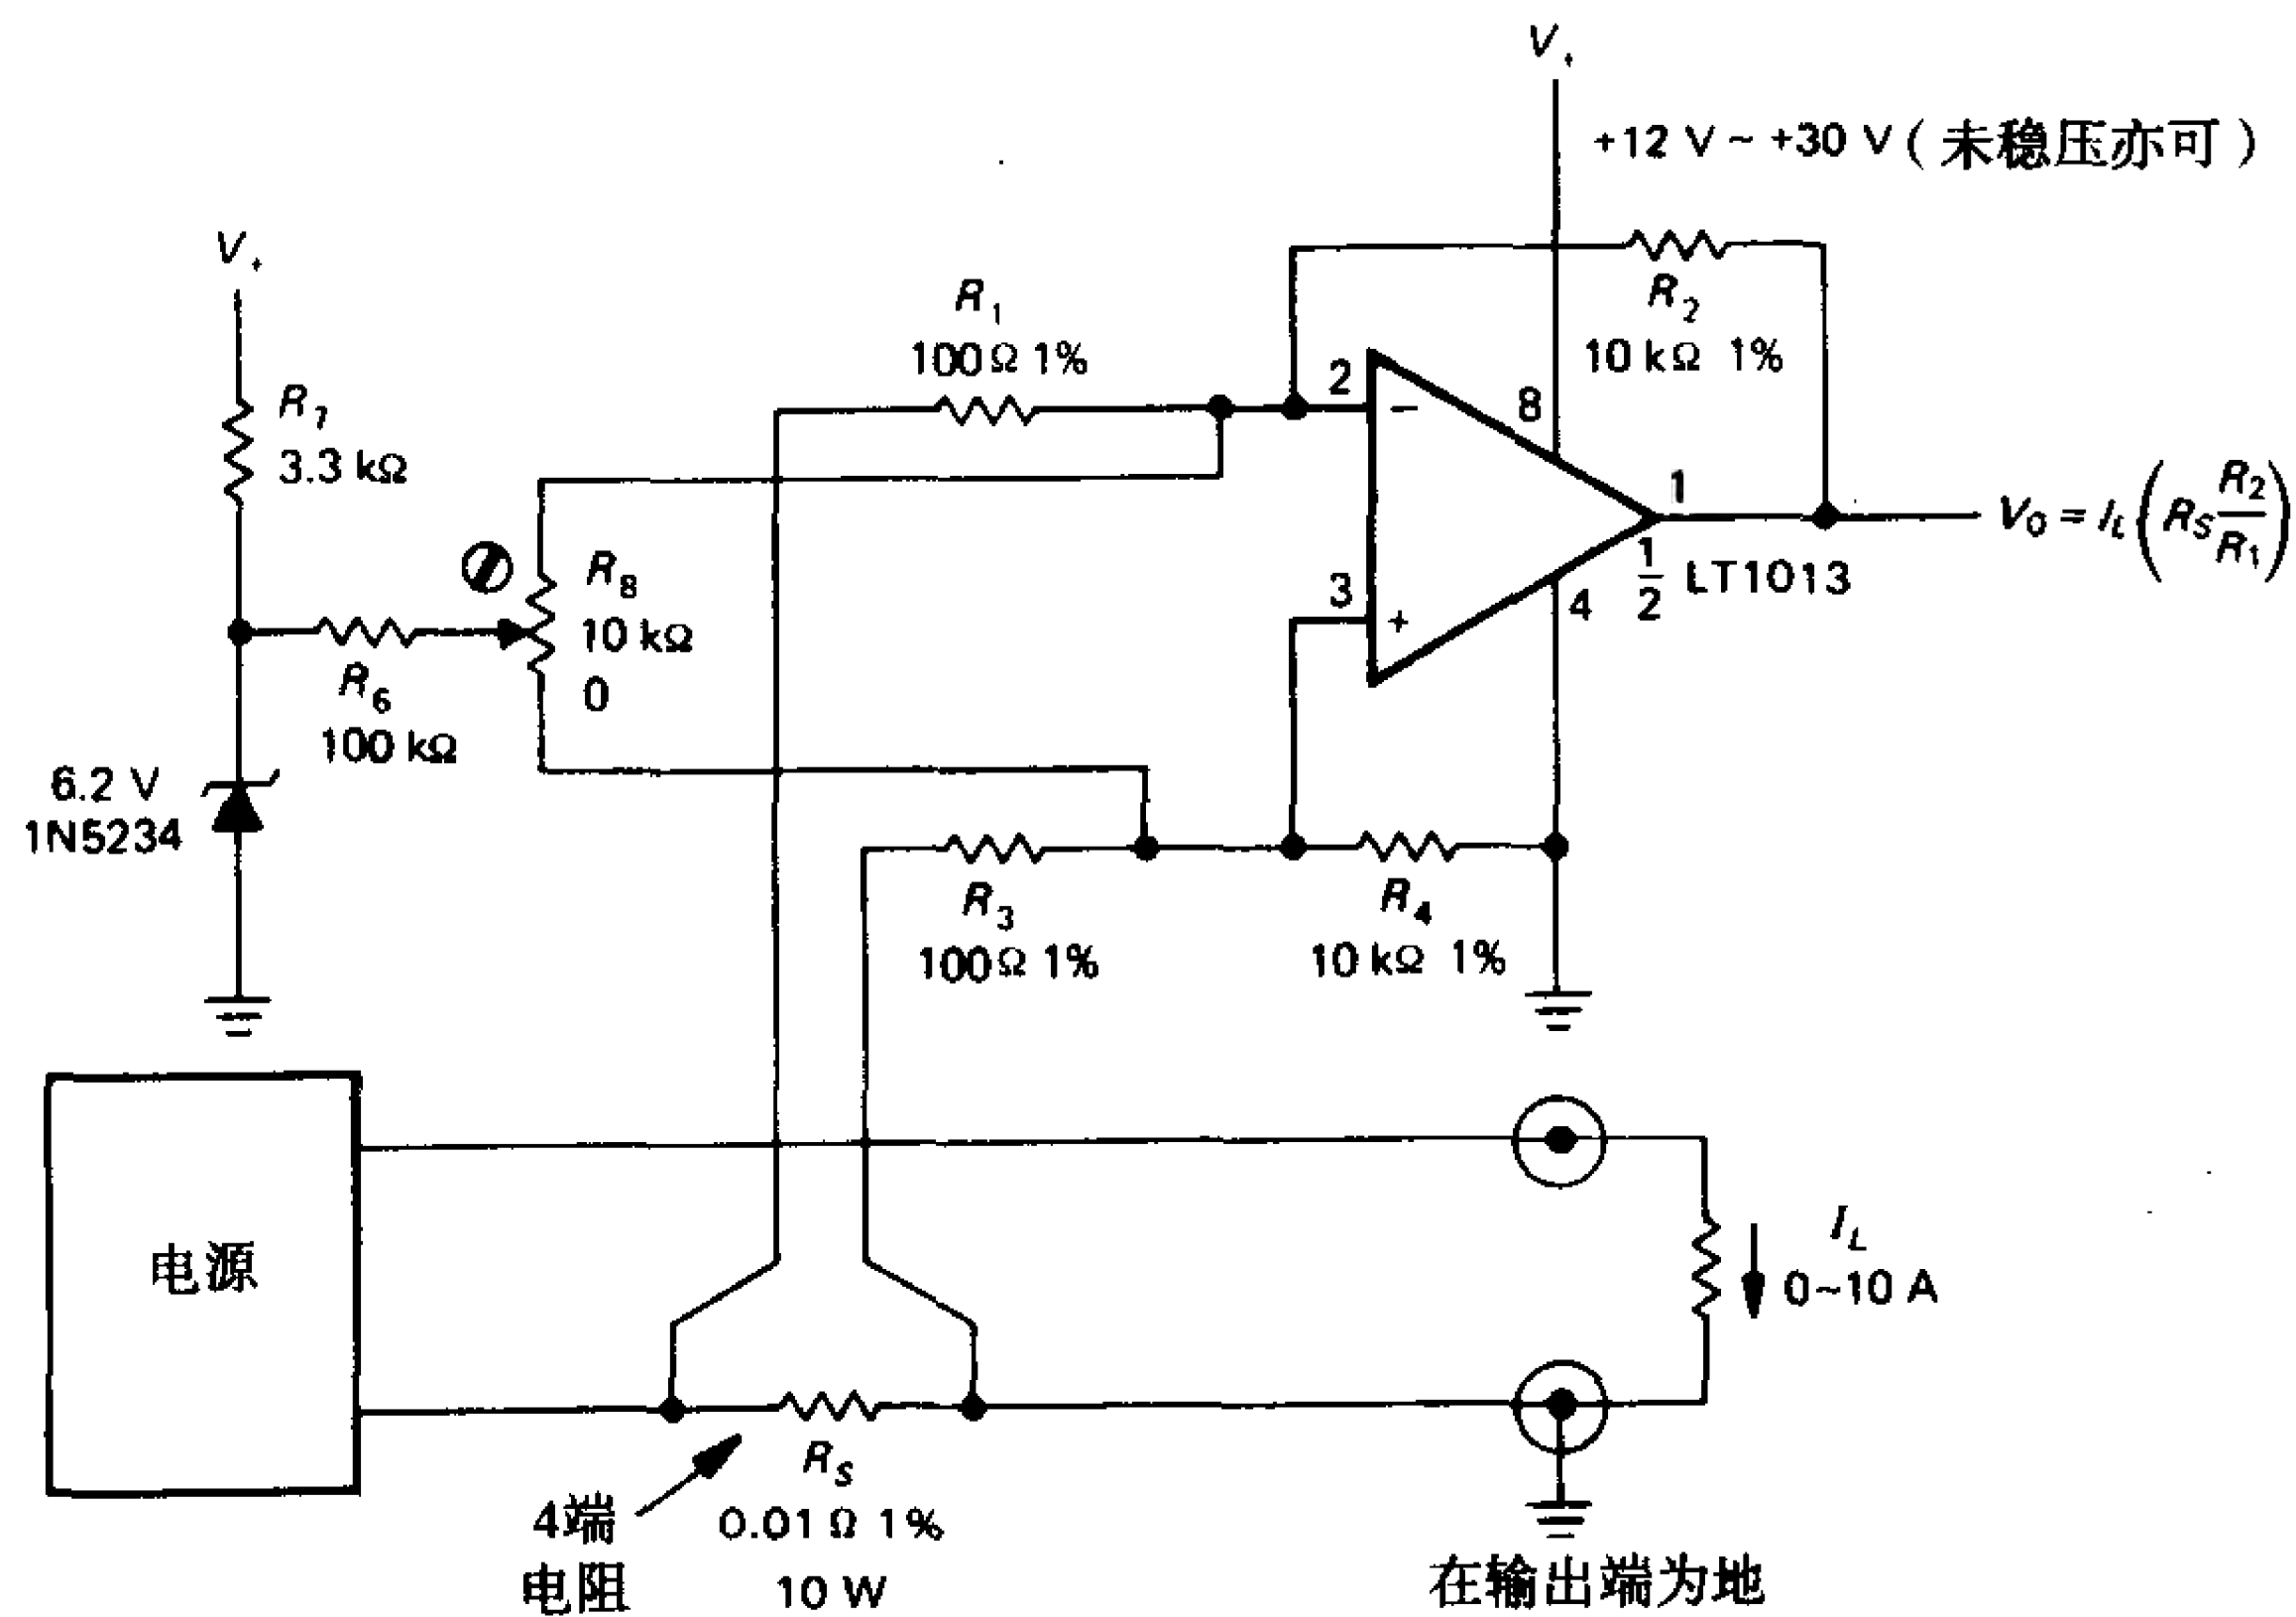 V+
+12 V ~ +30 V ( 未稳压亦可 )
V+
R1
100 Ω 1%
R2
10 kΩ 1%
R7
3.3 kΩ
2
−
8
1
V0 = IL(RS R2/R1)
1/2 LT1013
3
+
4
R8
10 kΩ
0
R6
100 kΩ
6.2 V
1N5234
R3
100 Ω 1%
R4
10 kΩ 1%
电源
IL
0~10 A
RS
0.01 Ω 1%
10 W
4端
电阻
在输出端为地